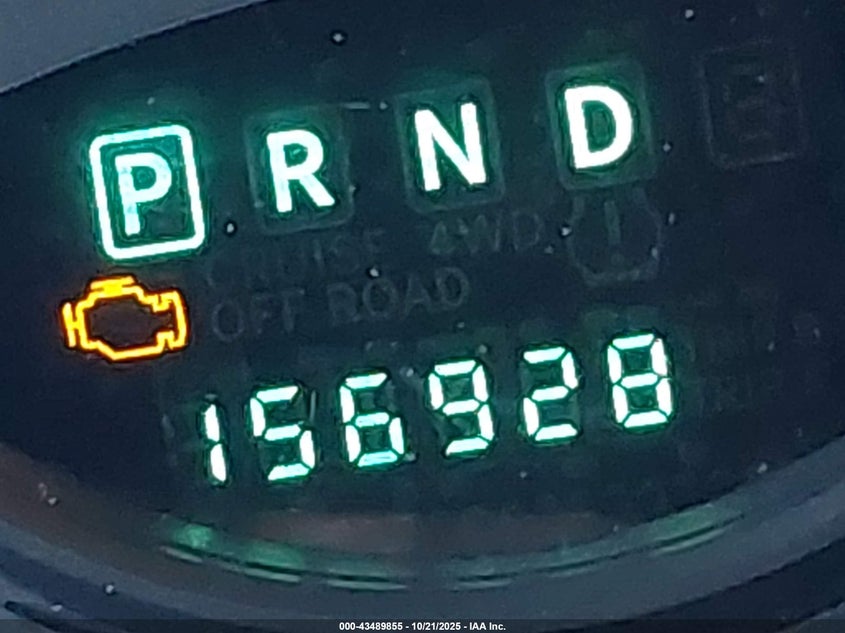 P R N D
CRUISE 4WD
OFF ROAD
156928
000-43489855 - 10/21/2025 - IAA Inc.